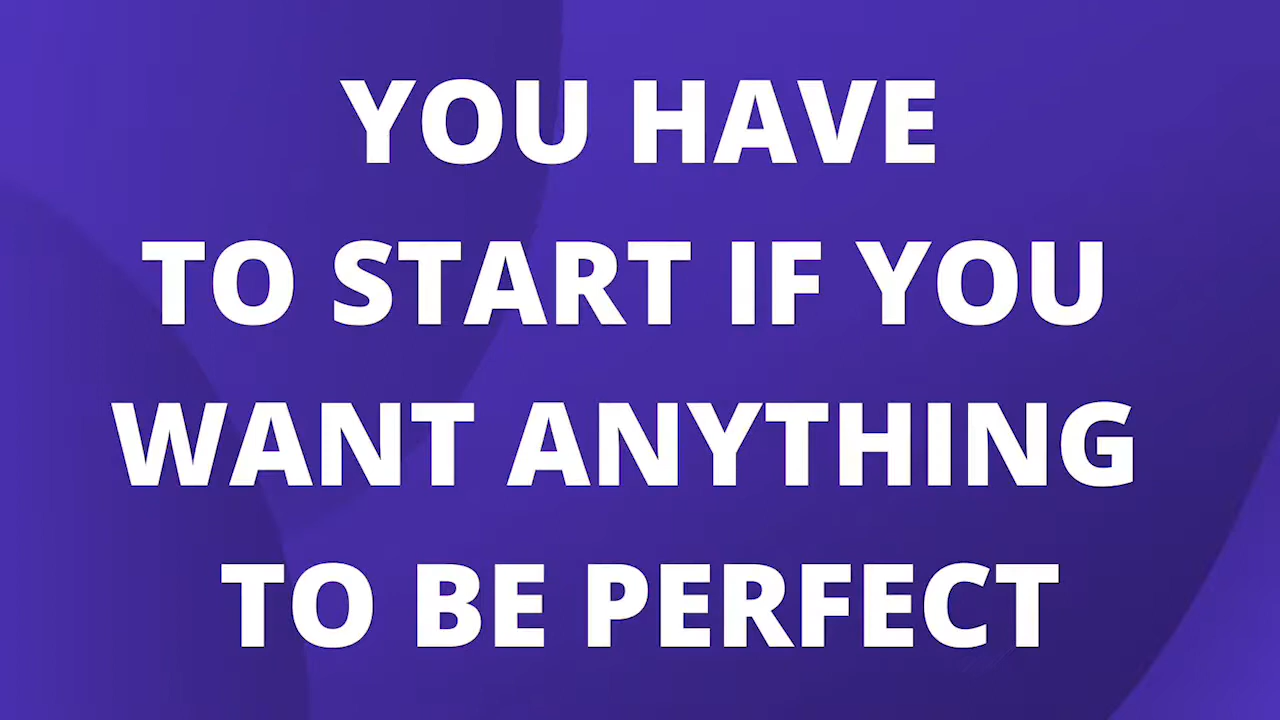 YOU HAVE
TO START IF YOU
WANT ANYTHING
TO BE PERFECT